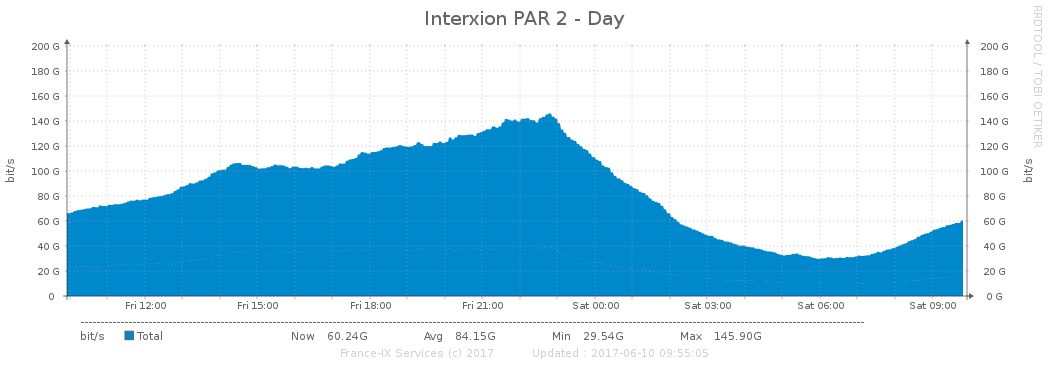 Interxion PAR 2 - Day
RRDTOOL / TOBI OETIKER
200 G 200 G
180 G 180 G
160 G 160 G
140 G 140 G
120 G 120 G
100 G 100 G
80 G 80 G
60 G 60 G
40 G 40 G
20 G 20 G
0 0 G
bit/s bit/s
Fri 12:00 Fri 15:00 Fri 18:00 Fri 21:00 Sat 00:00 Sat 03:00 Sat 06:00 Sat 09:00
bit/s Total Now 60.24G Avg 84.15G Min 29.54G Max 145.90G
France-IX Services (c) 2017 Updated : 2017-06-10 09:55:05